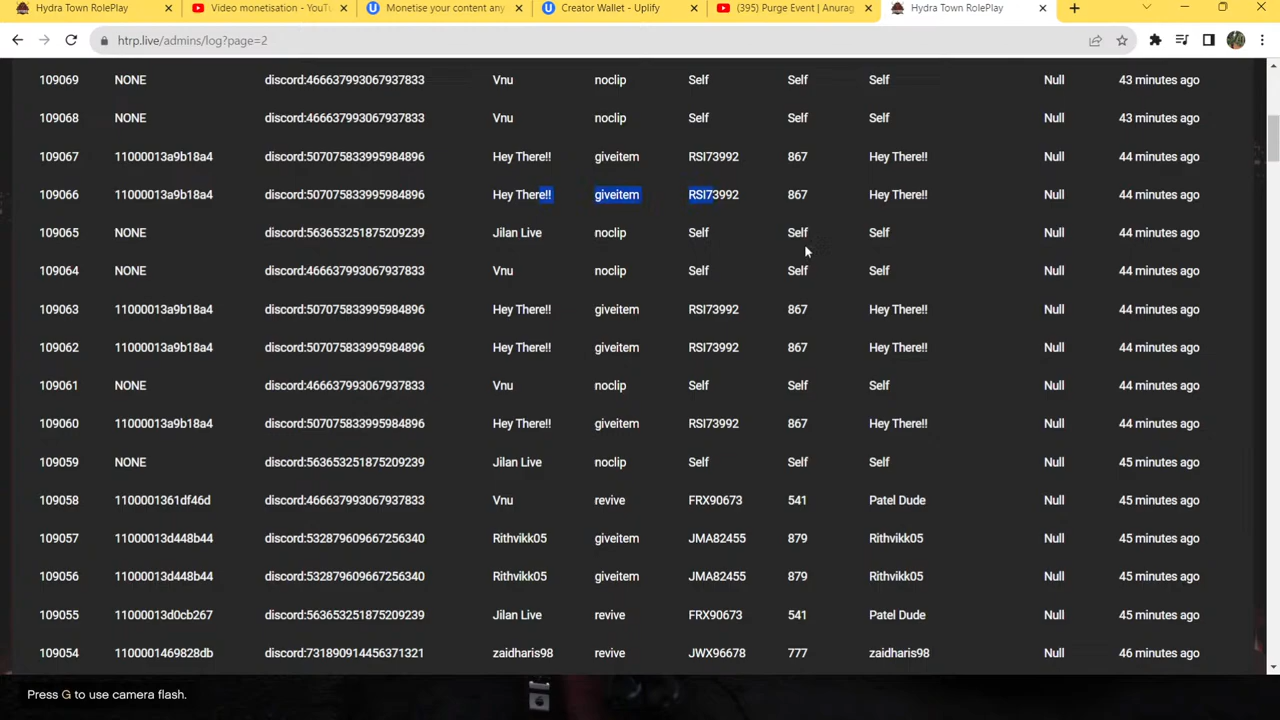 Hydra Town RolePlay Video monetisation - YouTu Monetise your content any Creator Wallet - Uplify (395) Purge Event | Anurag Hydra Town RolePlay
htrp.live/admins/log?page=2
109069 NONE discord:466637993067937833 Vnu noclip Self Self Self Null 43 minutes ago
109068 NONE discord:466637993067937833 Vnu noclip Self Self Self Null 43 minutes ago
109067 11000013a9b18a4 discord:507075833995984896 Hey There!! giveitem RSI73992 867 Hey There!! Null 44 minutes ago
109066 11000013a9b18a4 discord:507075833995984896 Hey There!! giveitem RSI73992 867 Hey There!! Null 44 minutes ago
109065 NONE discord:563653251875209239 Jilan Live noclip Self Self Self Null 44 minutes ago
109064 NONE discord:466637993067937833 Vnu noclip Self Self Self Null 44 minutes ago
109063 11000013a9b18a4 discord:507075833995984896 Hey There!! giveitem RSI73992 867 Hey There!! Null 44 minutes ago
109062 11000013a9b18a4 discord:507075833995984896 Hey There!! giveitem RSI73992 867 Hey There!! Null 44 minutes ago
109061 NONE discord:466637993067937833 Vnu noclip Self Self Self Null 44 minutes ago
109060 11000013a9b18a4 discord:507075833995984896 Hey There!! giveitem RSI73992 867 Hey There!! Null 44 minutes ago
109059 NONE discord:563653251875209239 Jilan Live noclip Self Self Self Null 45 minutes ago
109058 1100001361df46d discord:466637993067937833 Vnu revive FRX90673 541 Patel Dude Null 45 minutes ago
109057 11000013d448b44 discord:532879609667256340 Rithvikk05 giveitem JMA82455 879 Rithvikk05 Null 45 minutes ago
109056 11000013d448b44 discord:532879609667256340 Rithvikk05 giveitem JMA82455 879 Rithvikk05 Null 45 minutes ago
109055 11000013d0cb267 discord:563653251875209239 Jilan Live revive FRX90673 541 Patel Dude Null 45 minutes ago
109054 1100001469828db discord:731890914456371321 zaidharis98 revive JWX96678 777 zaidharis98 Null 46 minutes ago
Press G to use camera flash.